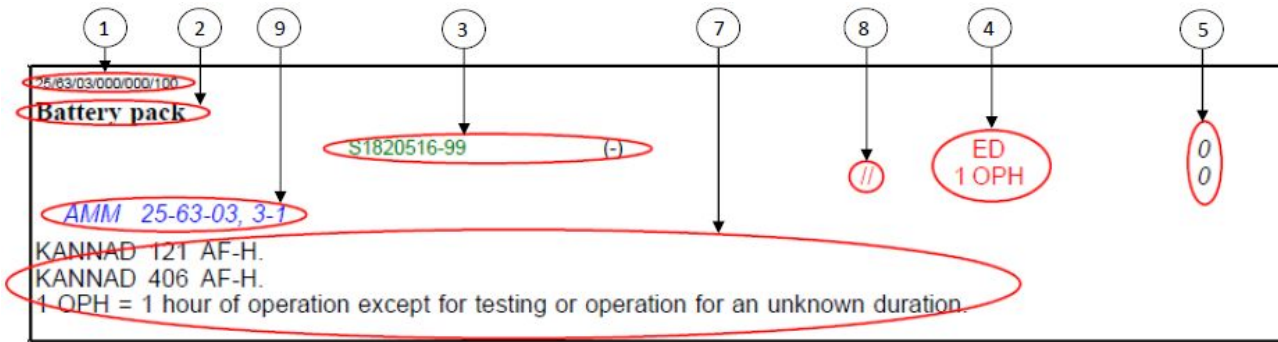 1 2 9 3 7 8 4 5
25/63/03/000/000/100
Battery pack
S1820516-99 (-) ED 0
// 1 OPH 0
AMM 25-63-03, 3-1
KANNAD 121 AF-H.
KANNAD 406 AF-H.
1 OPH = 1 hour of operation except for testing or operation for an unknown duration.